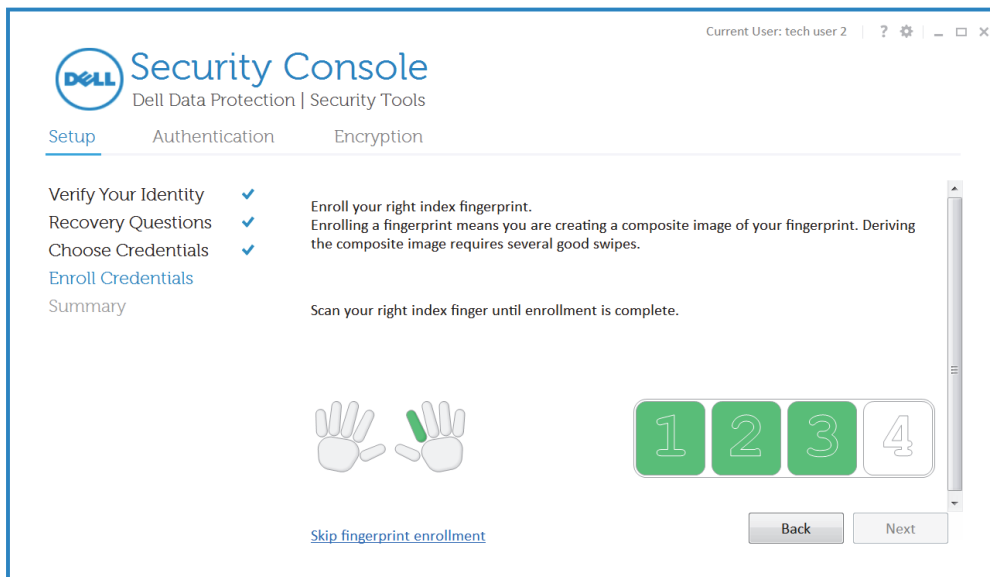 Current User: tech user 2 ?
DELL
Security Console
Dell Data Protection | Security Tools
Setup Authentication Encryption
Verify Your Identity
Recovery Questions
Choose Credentials
Enroll Credentials
Summary
Enroll your right index fingerprint.
Enrolling a fingerprint means you are creating a composite image of your fingerprint. Deriving
the composite image requires several good swipes.
Scan your right index finger until enrollment is complete.
1 2 3 4
Skip fingerprint enrollment
Back Next